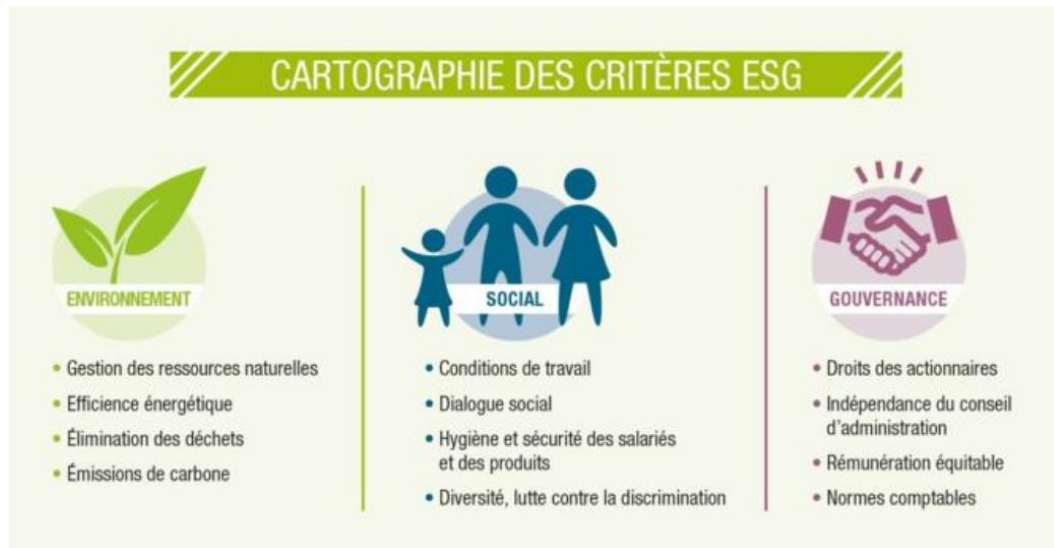 CARTOGRAPHIE DES CRITÈRES ESG
ENVIRONNEMENT
• Gestion des ressources naturelles
• Efficience énergétique
• Élimination des déchets
• Émissions de carbone
SOCIAL
• Conditions de travail
• Dialogue social
• Hygiène et sécurité des salariés
et des produits
• Diversité, lutte contre la discrimination
GOUVERNANCE
• Droits des actionnaires
• Indépendance du conseil
d'administration
• Rémunération équitable
• Normes comptables